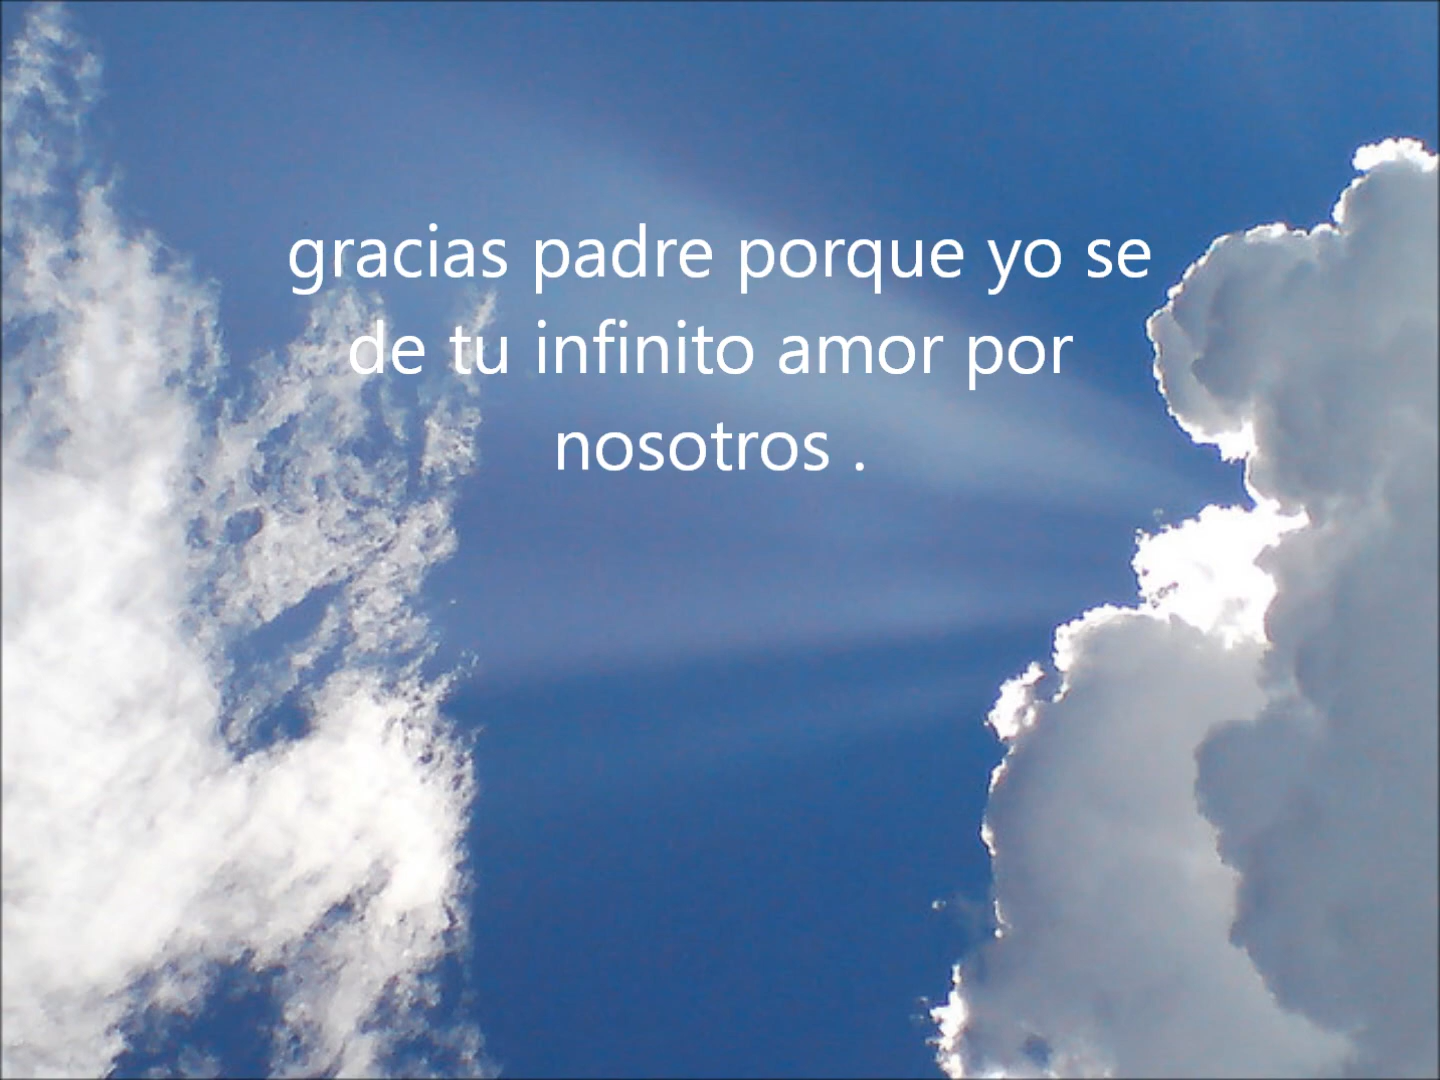 gracias padre porque yo se
de tu infinito amor por
nosotros .